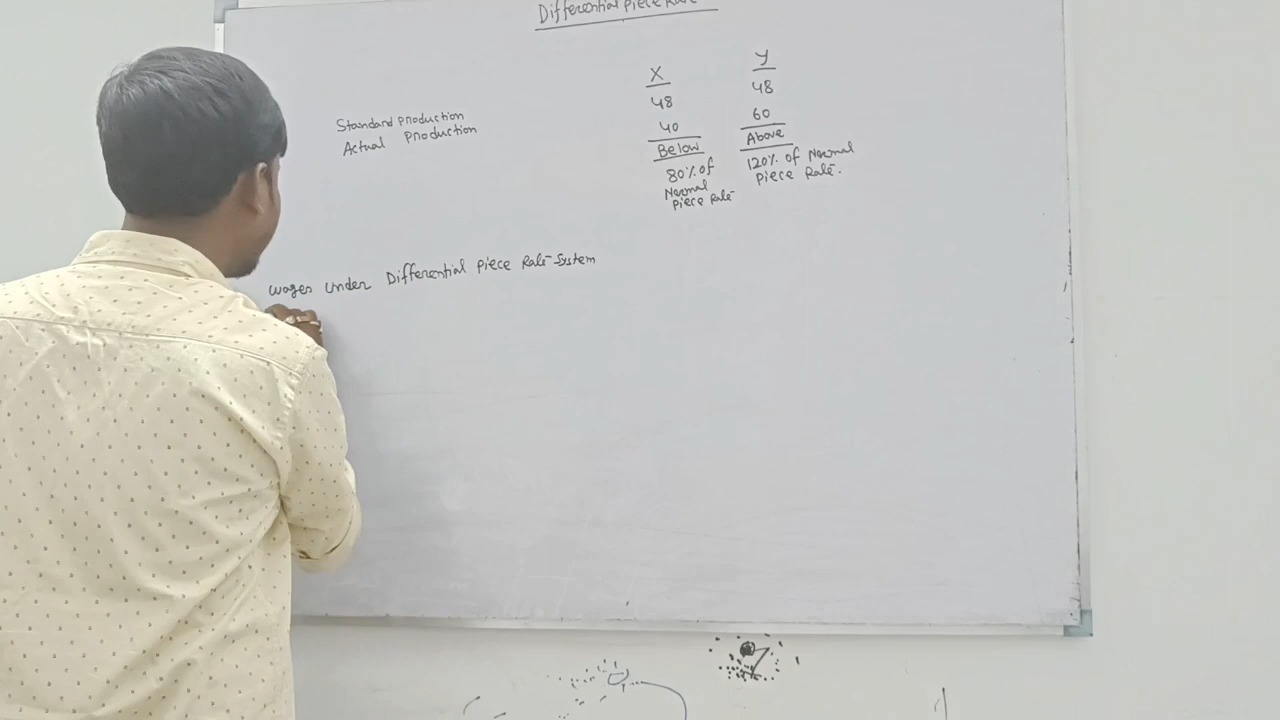 Differential Piece Rate
X Y
48 48
Standard Production
Actual Production 40 60
Below Above
80% of 120% of Normal
Normal Piece Rate.
Piece Rate
Wages Under Differential Piece Rate System